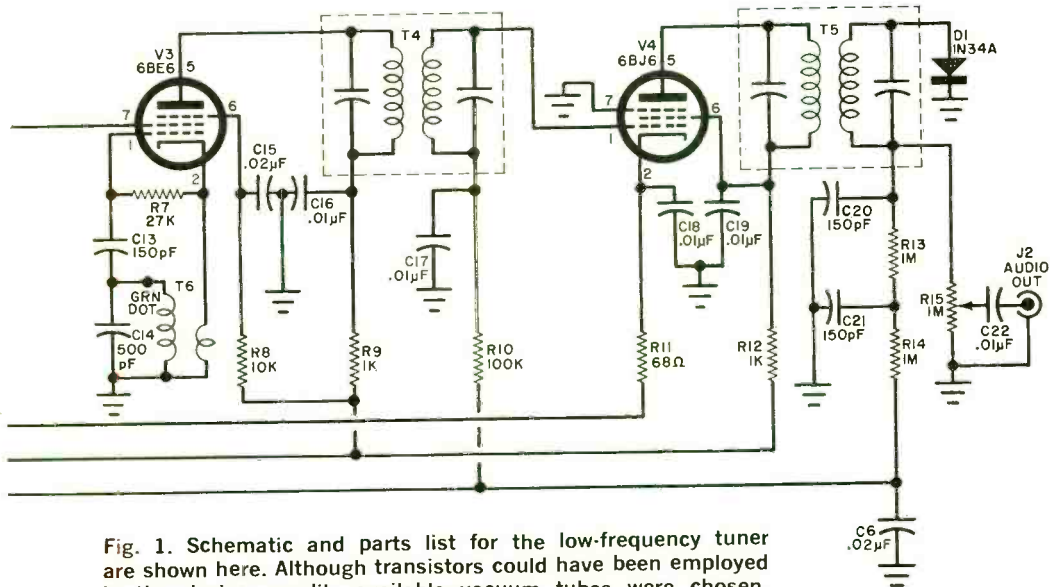 T4
T5
V3
6BE6
5
7
6
1
2
V4
6BJ6
5
7
6
1
2
D1
1N34A
C15
.02µF
C16
.01µF
R7
27K
C13
150pF
GRN
DOT
T6
C14
500
pF
C17
.01µF
C18
.01µF
C19
.01µF
C20
150pF
R13
1M
J2
AUDIO
OUT
R15
1M
C22
.01µF
C21
150pF
R14
1M
R8
10K
R9
1K
R10
100K
R11
68Ω
R12
1K
C6
.02µF
Fig. 1. Schematic and parts list for the low-frequency tuner
are shown here. Although transistors could have been employed
vacuum tubes were chosen